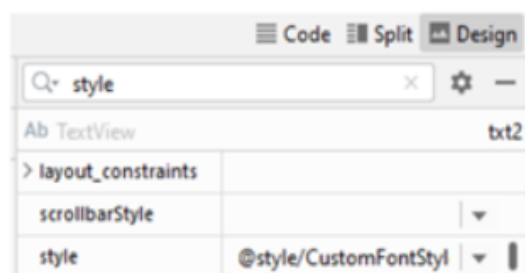 Code Split Design
style
Ab TextView txt2
layout_constraints
scrollbarStyle
style @style/CustomFontStyl